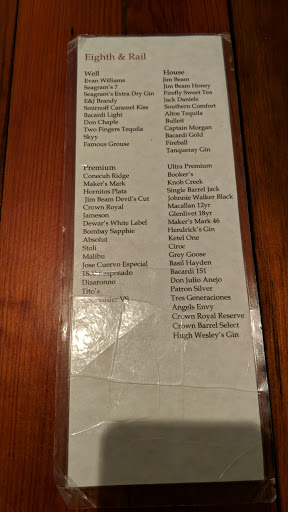 Eighth & Rail
Well
Evan Williams
Seagram's 7
Seagram's Extra Dry Gin
E&J Brandy
Smirnoff Caramel Kiss
Bacardi Light
Don Chaple
Two Fingers Tequila
Skyy
Famous Grouse
House
Jim Beam
Jim Beam Honey
Firefly Sweet Tea
Jack Daniels
Southern Comfort
Altos Tequila
Bulleit
Captain Morgan
Bacardi Gold
Fireball
Tanqueray Gin
Premium
Conecuh Ridge
Maker's Mark
Hornitos Plata
Jim Beam Devil's Cut
Crown Royal
Jameson
Dewar's White Label
Bombay Sapphie
Absolut
Stoli
Malibu
Jose Cuervo Especial
Resposado
Disaronno
Tito's
VS
Ultra Premium
Booker's
Knob Creek
Single Barrel Jack
Johnnie Walker Black
Macallan 12yr
Glenlivet 18yr
Maker's Mark 46
Hendrick's Gin
Ketel One
Ciroc
Grey Goose
Basil Hayden
Bacardi 151
Don Julio Anejo
Patron Silver
Tres Generaciones
Angels Envy
Crown Royal Reserve
Crown Barrel Select
Hugh Wesley's Gin